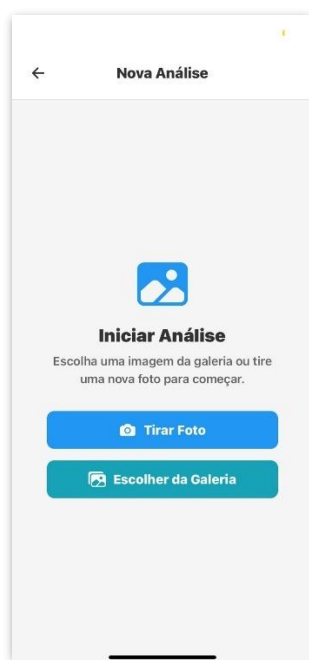 Nova Análise
Iniciar Análise
Escolha uma imagem da galeria ou tire
uma nova foto para começar.
Tirar Foto
Escolher da Galeria